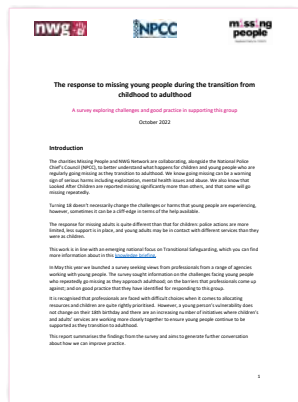 nwg
NPCC
missing
people
The response to missing young people during the transition from
childhood to adulthood
A survey exploring challenges and good practice in supporting this group
October 2022
Introduction
The charities Missing People and NWG Network are collaborating, alongside the National Police
Chief's Council (NPCC), to better understand what happens for children and young people who are
regularly going missing as they transition to adulthood. We know going missing can be a warning
sign of serious harms including exploitation, mental health issues and abuse. We also know that
Looked After Children are reported missing significantly more than others, and that some will go
missing repeatedly.
Turning 18 doesn't necessarily change the challenges or harms that young people are experiencing,
however, sometimes it can be a cliff-edge in terms of the help available.
The response for missing adults is quite different than that for children: police actions are more
limited, less support is in place, and young adults may be in contact with different services than they
were as children.
This work is in line with an emerging national focus on Transitional Safeguarding, which you can find
more information about in this knowledge briefing.
In May this year we launched a survey seeking views from professionals from a range of agencies
working with young people. The survey sought information on the challenges facing young people
who repeatedly go missing as they approach adulthood; on the barriers that professionals come up
against; and on good practice that they have identified for responding to this group.
It is recognised that professionals are faced with difficult choices when it comes to allocating
resources and children are quite rightly prioritised. However, a young person's vulnerability does
not change on their 18th birthday and there are an increasing number of initiatives where children's
and adults' services are working more closely together to ensure young people continue to be
supported as they transition to adulthood.
This report summarises the findings from the survey and aims to generate further conversation
about how we can improve practice.
1